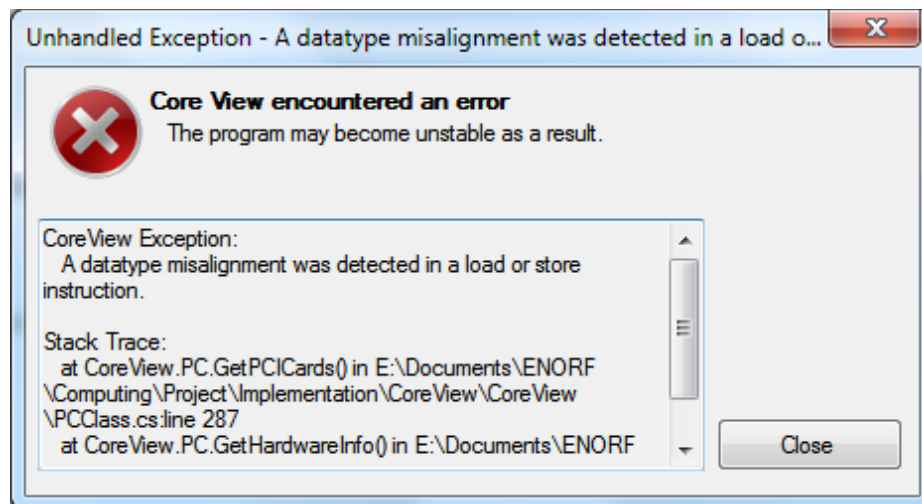 Unhandled Exception - A datatype misalignment was detected in a load o...
Core View encountered an error
The program may become unstable as a result.
CoreView Exception:
A datatype misalignment was detected in a load or store
instruction.
Stack Trace:
at CoreView.PC.GetPCICards() in E:\Documents\ENORF
\Computing\Project\Implementation\CoreView\CoreView
\PCClass.cs:line 287
at CoreView.PC.GetHardwareInfo() in E:\Documents\ENORF
Close